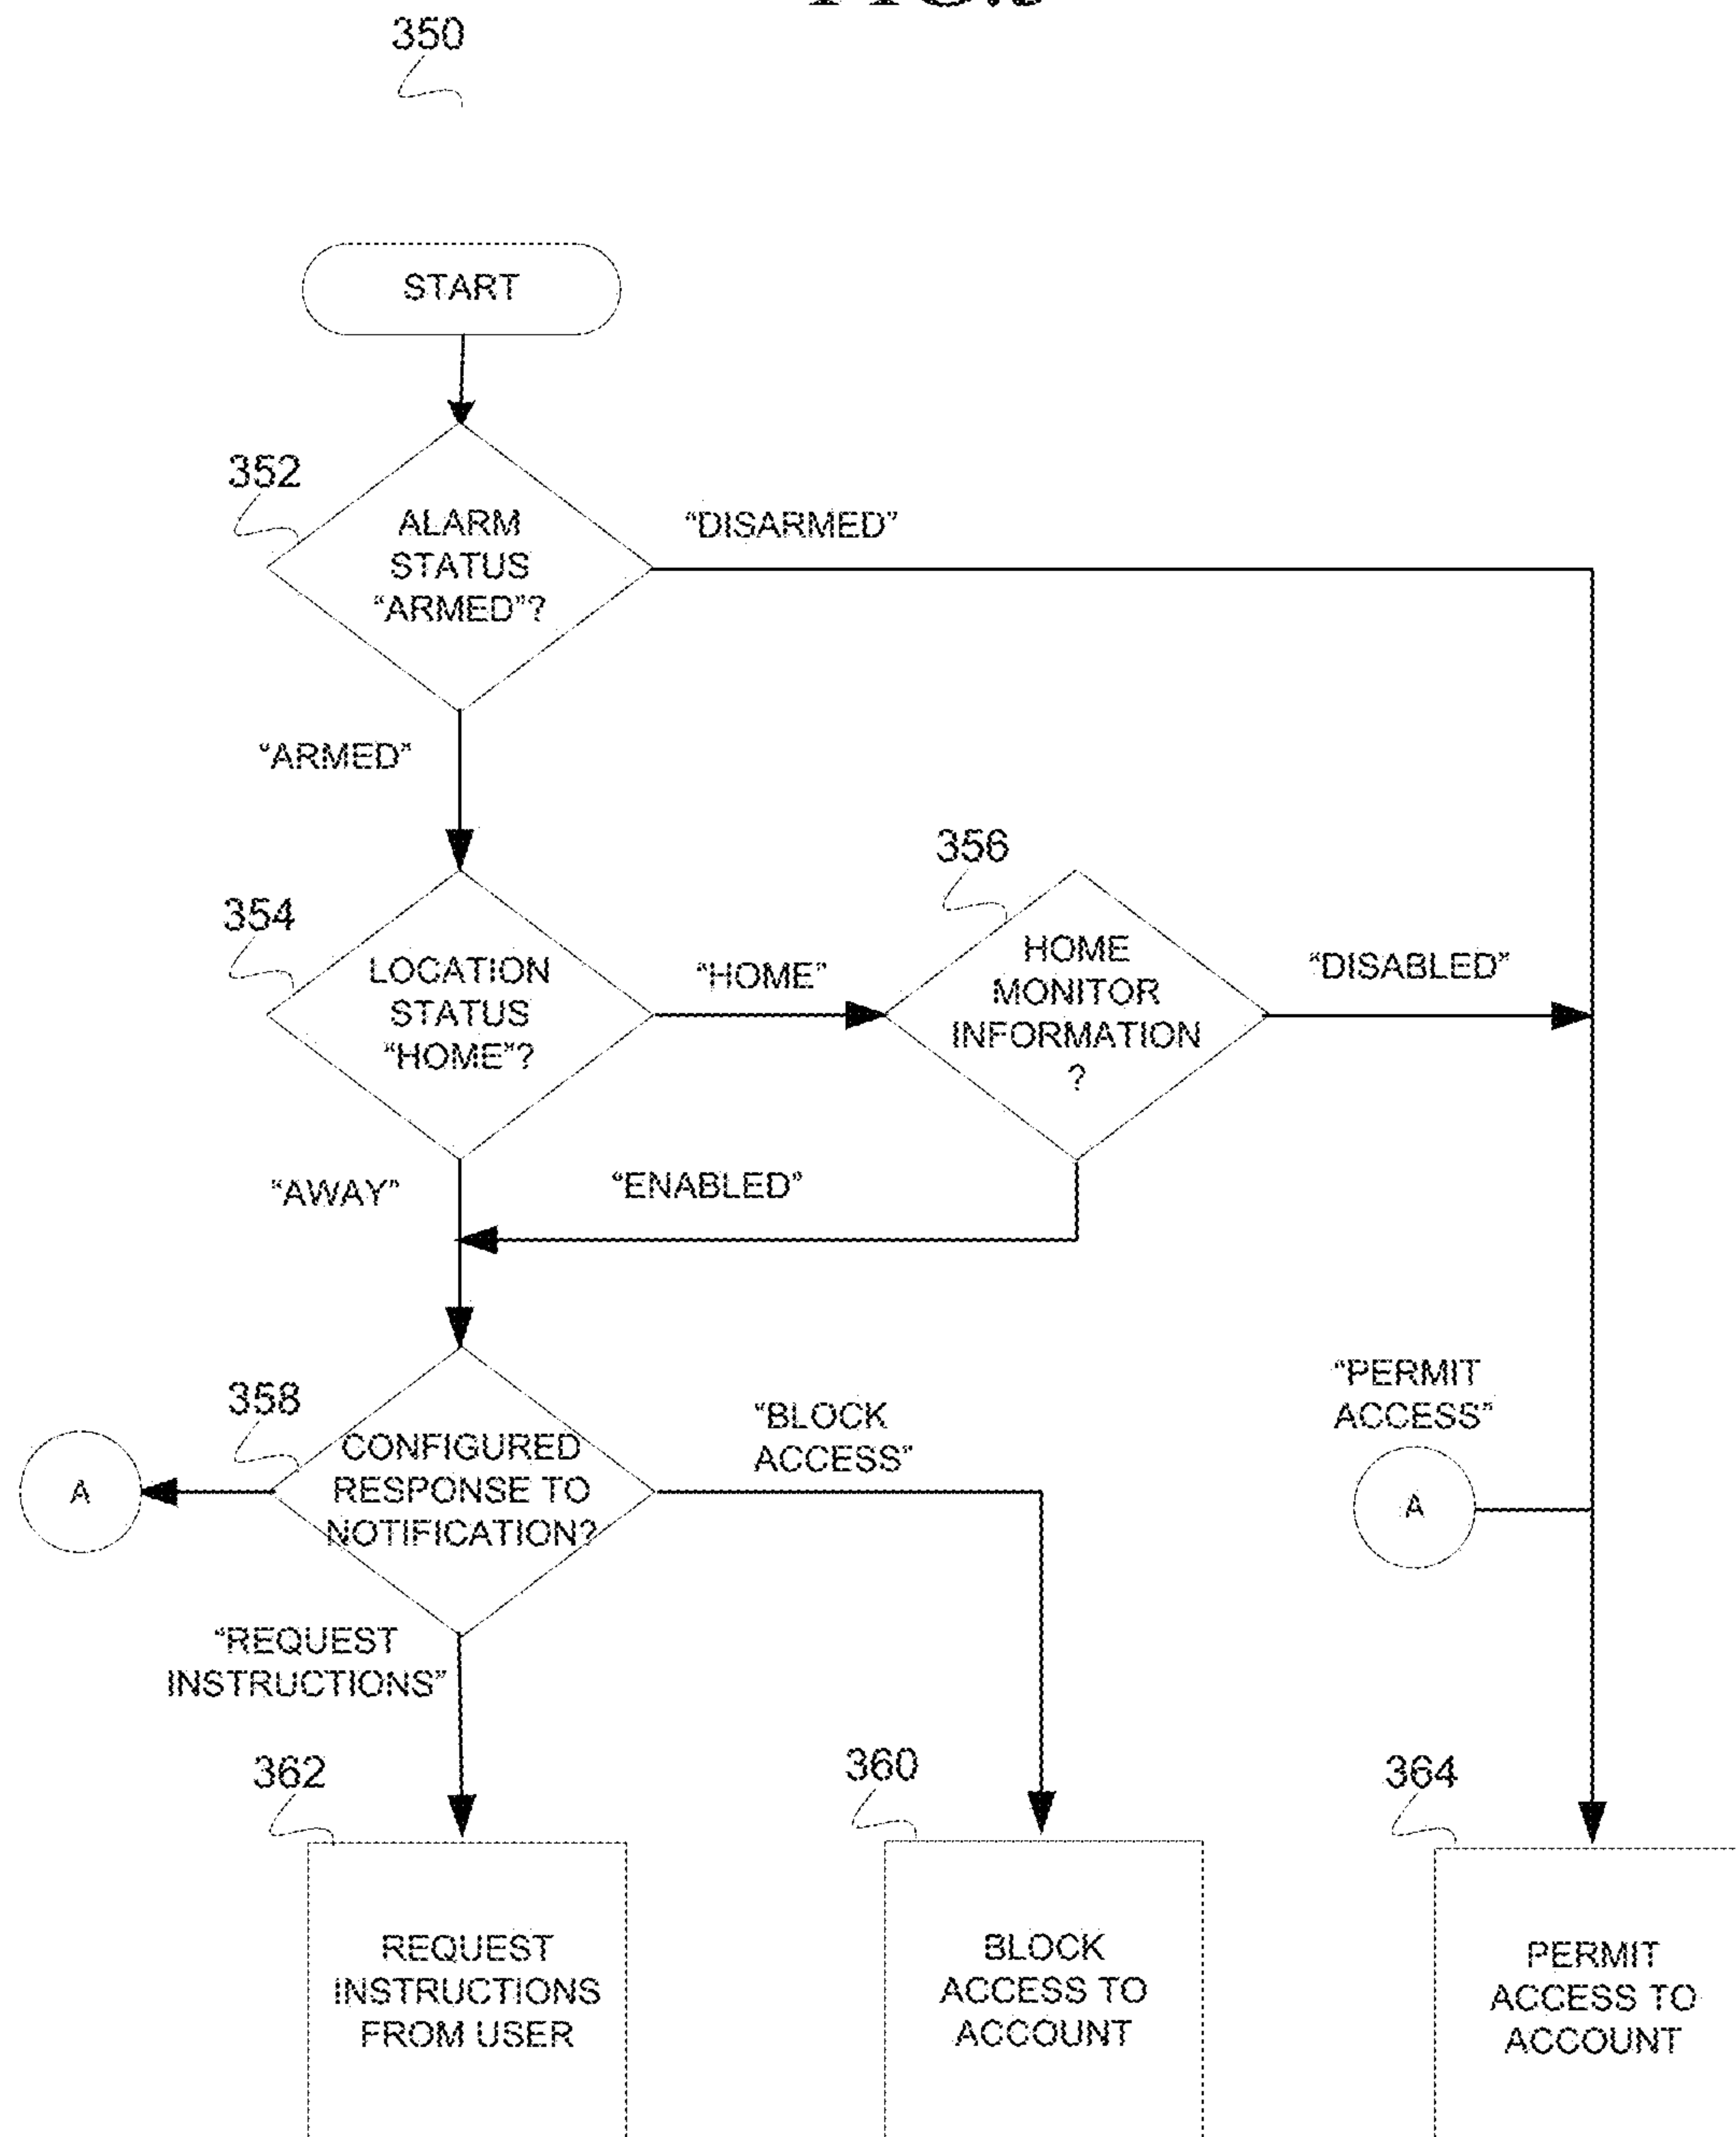 350
START
352
ALARM
STATUS
“ARMED”?
“DISARMED”
“ARMED”
354
LOCATION
STATUS
“HOME”?
“HOME”
356
HOME
MONITOR
INFORMATION
?
“DISABLED”
“AWAY”
“ENABLED”
358
CONFIGURED
RESPONSE TO
NOTIFICATION?
A
“BLOCK
ACCESS”
“PERMIT
ACCESS”
A
“REQUEST
INSTRUCTIONS”
362
REQUEST
INSTRUCTIONS
FROM USER
360
BLOCK
ACCESS TO
ACCOUNT
364
PERMIT
ACCESS TO
ACCOUNT